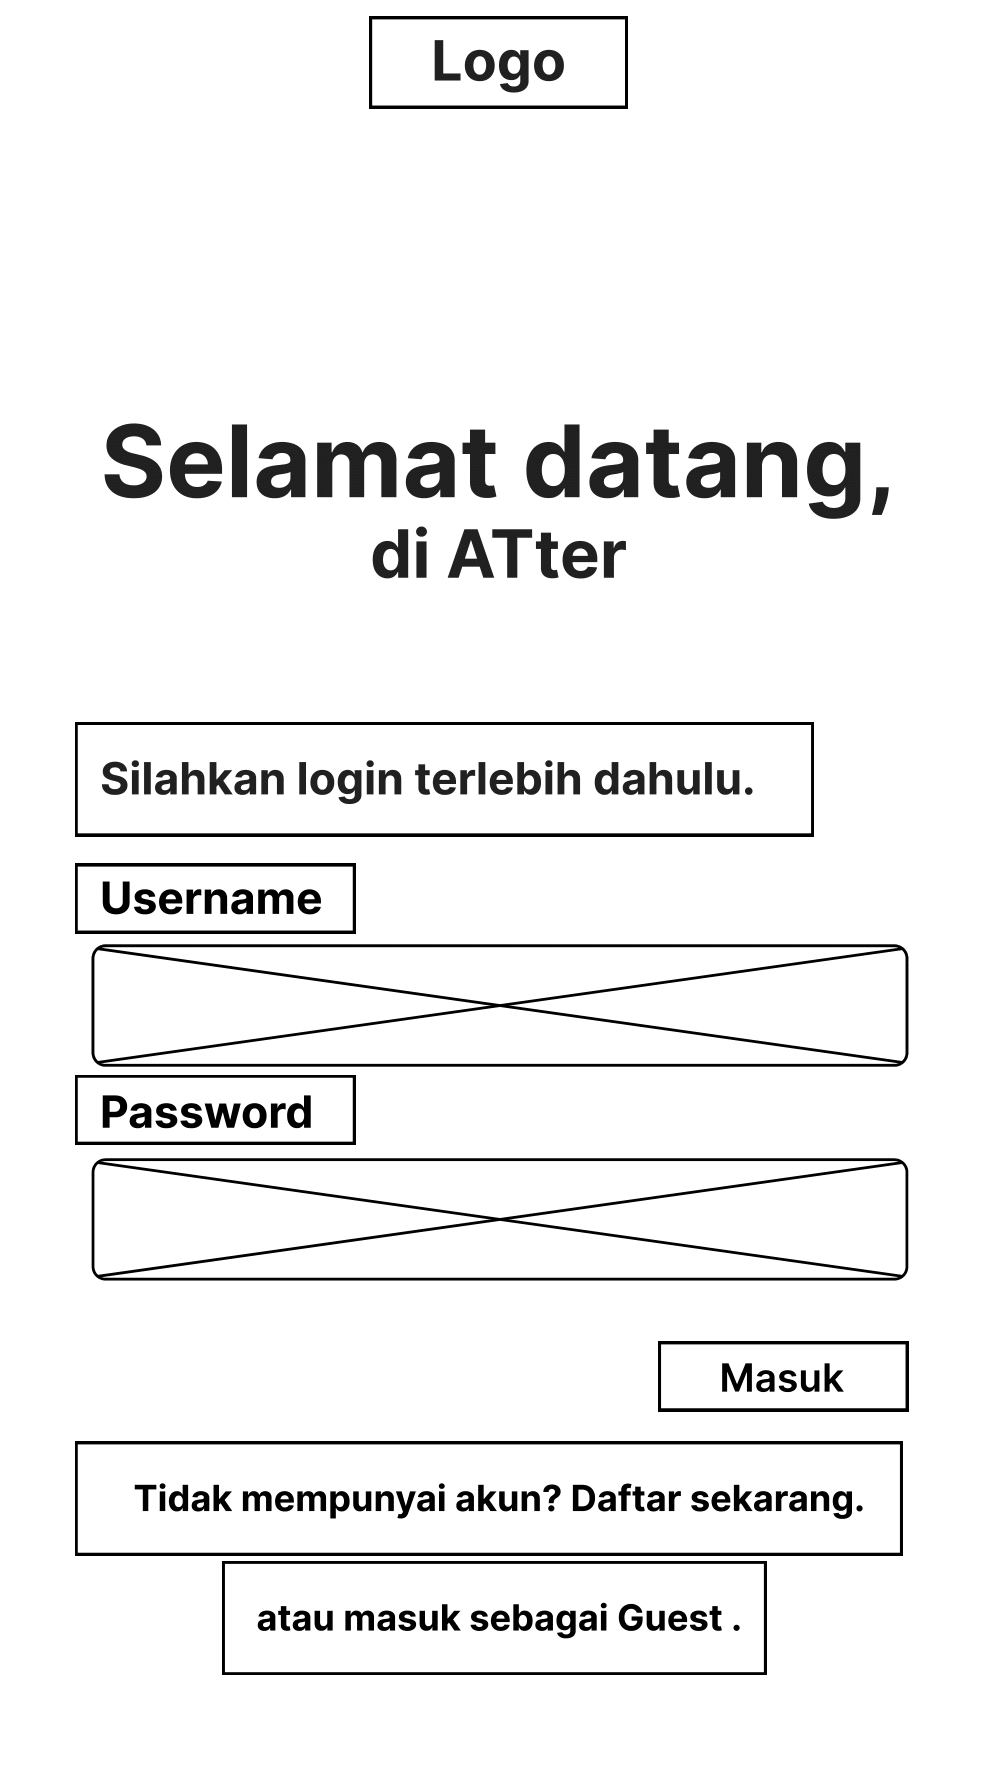 Logo
Selamat datang,
di ATter
Silahkan login terlebih dahulu.
Username
Password
Masuk
Tidak mempunyai akun? Daftar sekarang.
atau masuk sebagai Guest .